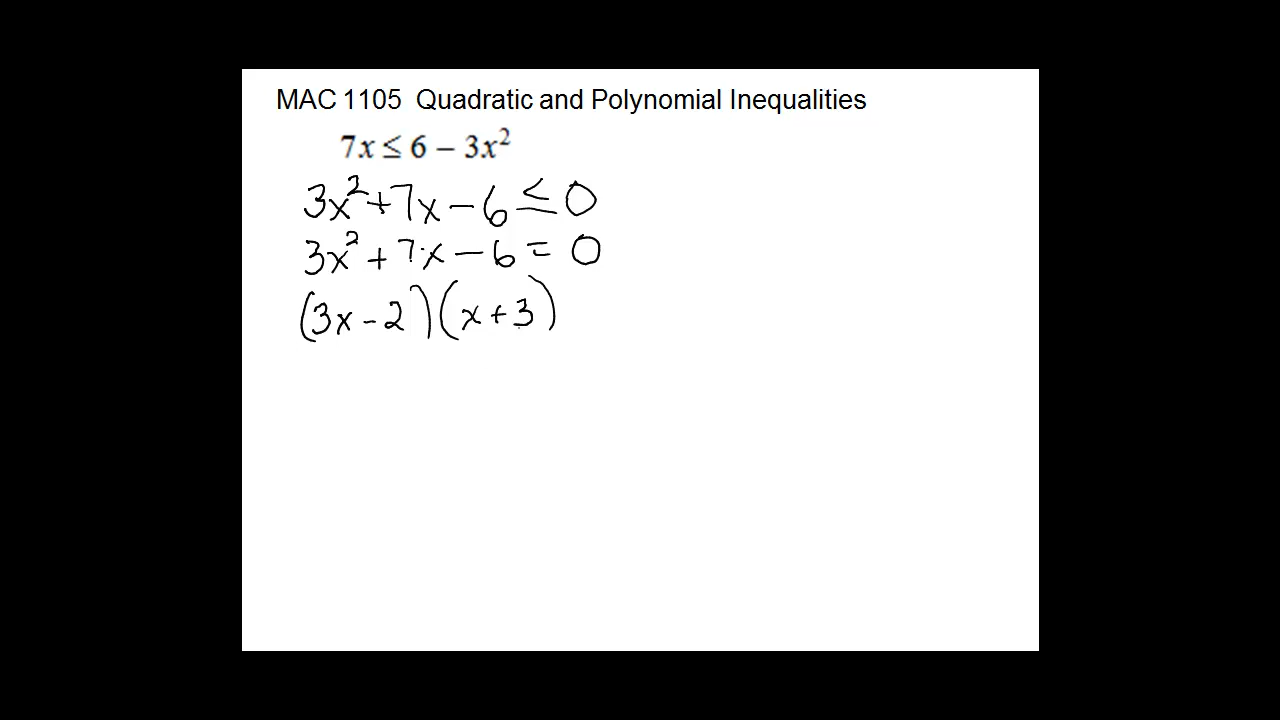 MAC 1105 Quadratic and Polynomial Inequalities
7x ≤ 6 − 3x²
3x² + 7x − 6 ≤ 0
3x² + 7x − 6 = 0
(3x − 2)(x + 3)